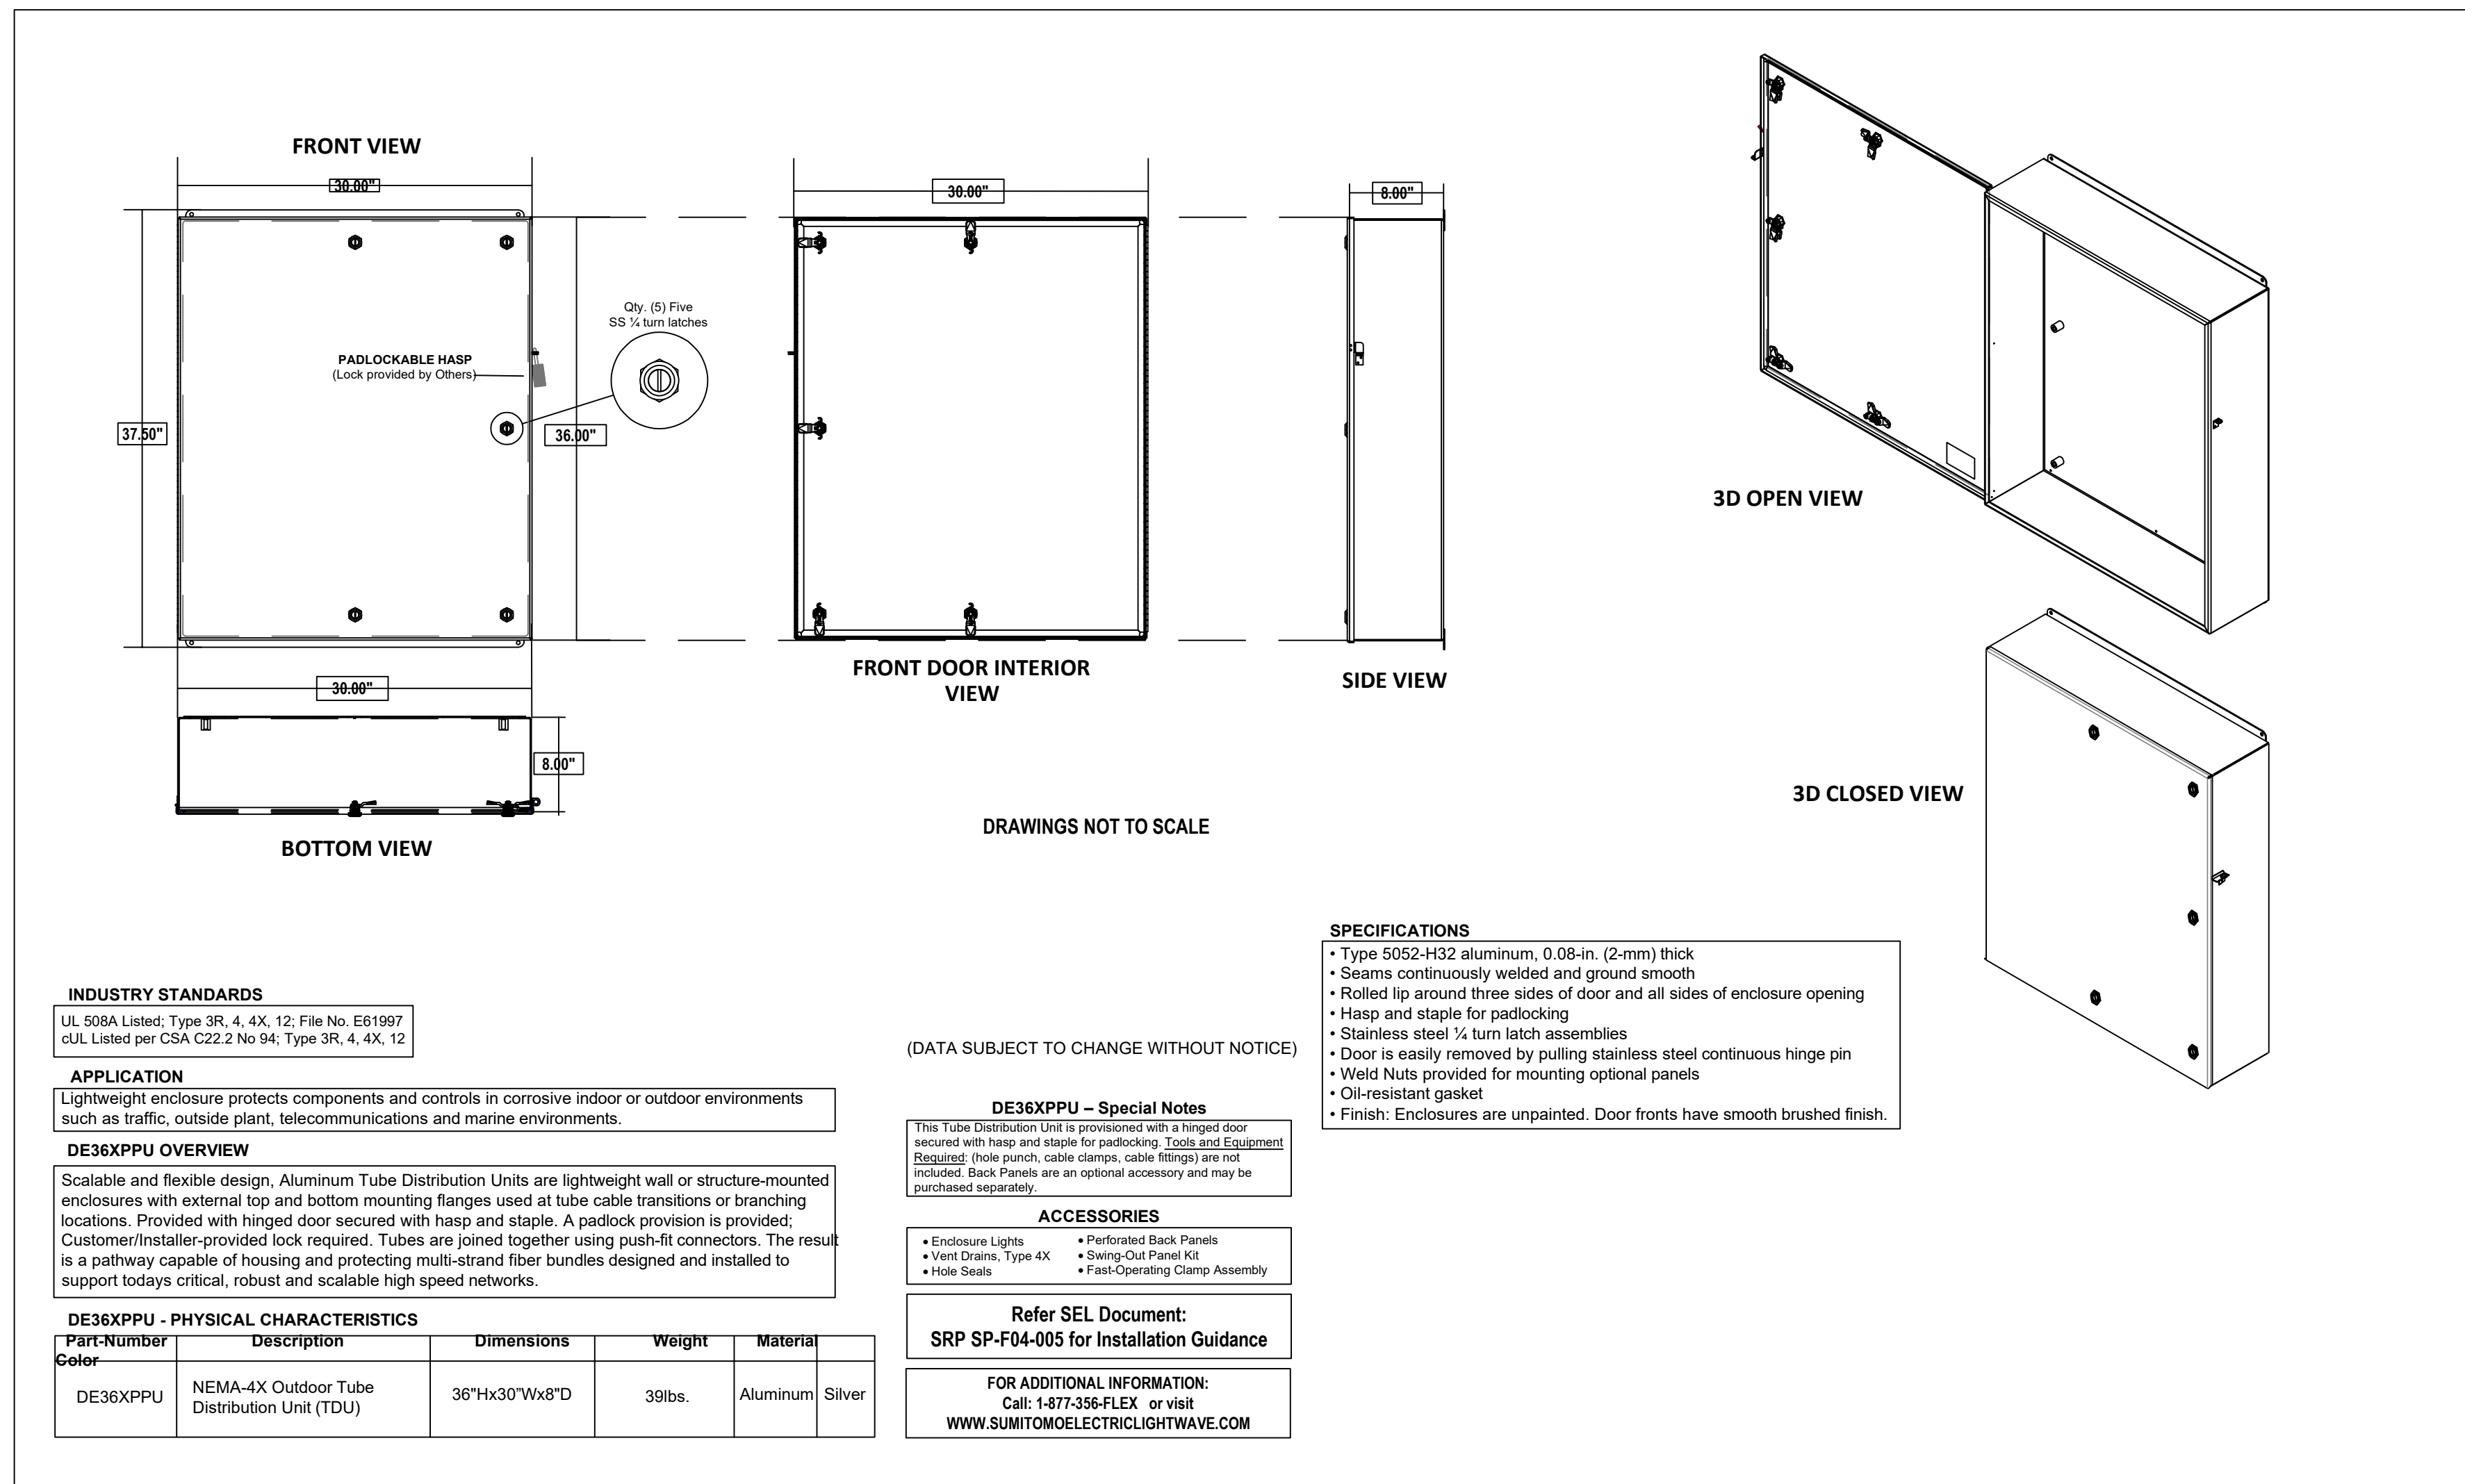 FRONT VIEW
30.00"
37.50"
36.00"
PADLOCKABLE HASP
(Lock provided by Others)
Qty. (5) Five
SS ¼ turn latches
30.00"
FRONT DOOR INTERIOR
VIEW
8.00"
SIDE VIEW
3D OPEN VIEW
30.00"
8.00"
BOTTOM VIEW
3D CLOSED VIEW
DRAWINGS NOT TO SCALE
INDUSTRY STANDARDS
UL 508A Listed; Type 3R, 4, 4X, 12; File No. E61997
cUL Listed per CSA C22.2 No 94; Type 3R, 4, 4X, 12
APPLICATION
Lightweight enclosure protects components and controls in corrosive indoor or outdoor environments
such as traffic, outside plant, telecommunications and marine environments.
DE36XPPU OVERVIEW
Scalable and flexible design, Aluminum Tube Distribution Units are lightweight wall or structure-mounted
enclosures with external top and bottom mounting flanges used at tube cable transitions or branching
locations. Provided with hinged door secured with hasp and staple. A padlock provision is provided;
Customer/Installer-provided lock required. Tubes are joined together using push-fit connectors. The result
is a pathway capable of housing and protecting multi-strand fiber bundles designed and installed to
support todays critical, robust and scalable high speed networks.
DE36XPPU - PHYSICAL CHARACTERISTICS
Part-Number Description Dimensions Weight Material
Color
DE36XPPU NEMA-4X Outdoor Tube 36"Hx30”Wx8"D 39lbs. Aluminum Silver
Distribution Unit (TDU)
(DATA SUBJECT TO CHANGE WITHOUT NOTICE)
DE36XPPU – Special Notes
This Tube Distribution Unit is provisioned with a hinged door
secured with hasp and staple for padlocking. Tools and Equipment
Required: (hole punch, cable clamps, cable fittings) are not
included. Back Panels are an optional accessory and may be
purchased separately.
ACCESSORIES
• Enclosure Lights
• Vent Drains, Type 4X
• Hole Seals
• Perforated Back Panels
• Swing-Out Panel Kit
• Fast-Operating Clamp Assembly
Refer SEL Document:
SRP SP-F04-005 for Installation Guidance
FOR ADDITIONAL INFORMATION:
Call: 1-877-356-FLEX or visit
WWW.SUMITOMOELECTRICLIGHTWAVE.COM
SPECIFICATIONS
• Type 5052-H32 aluminum, 0.08-in. (2-mm) thick
• Seams continuously welded and ground smooth
• Rolled lip around three sides of door and all sides of enclosure opening
• Hasp and staple for padlocking
• Stainless steel ¼ turn latch assemblies
• Door is easily removed by pulling stainless steel continuous hinge pin
• Weld Nuts provided for mounting optional panels
• Oil-resistant gasket
• Finish: Enclosures are unpainted. Door fronts have smooth brushed finish.